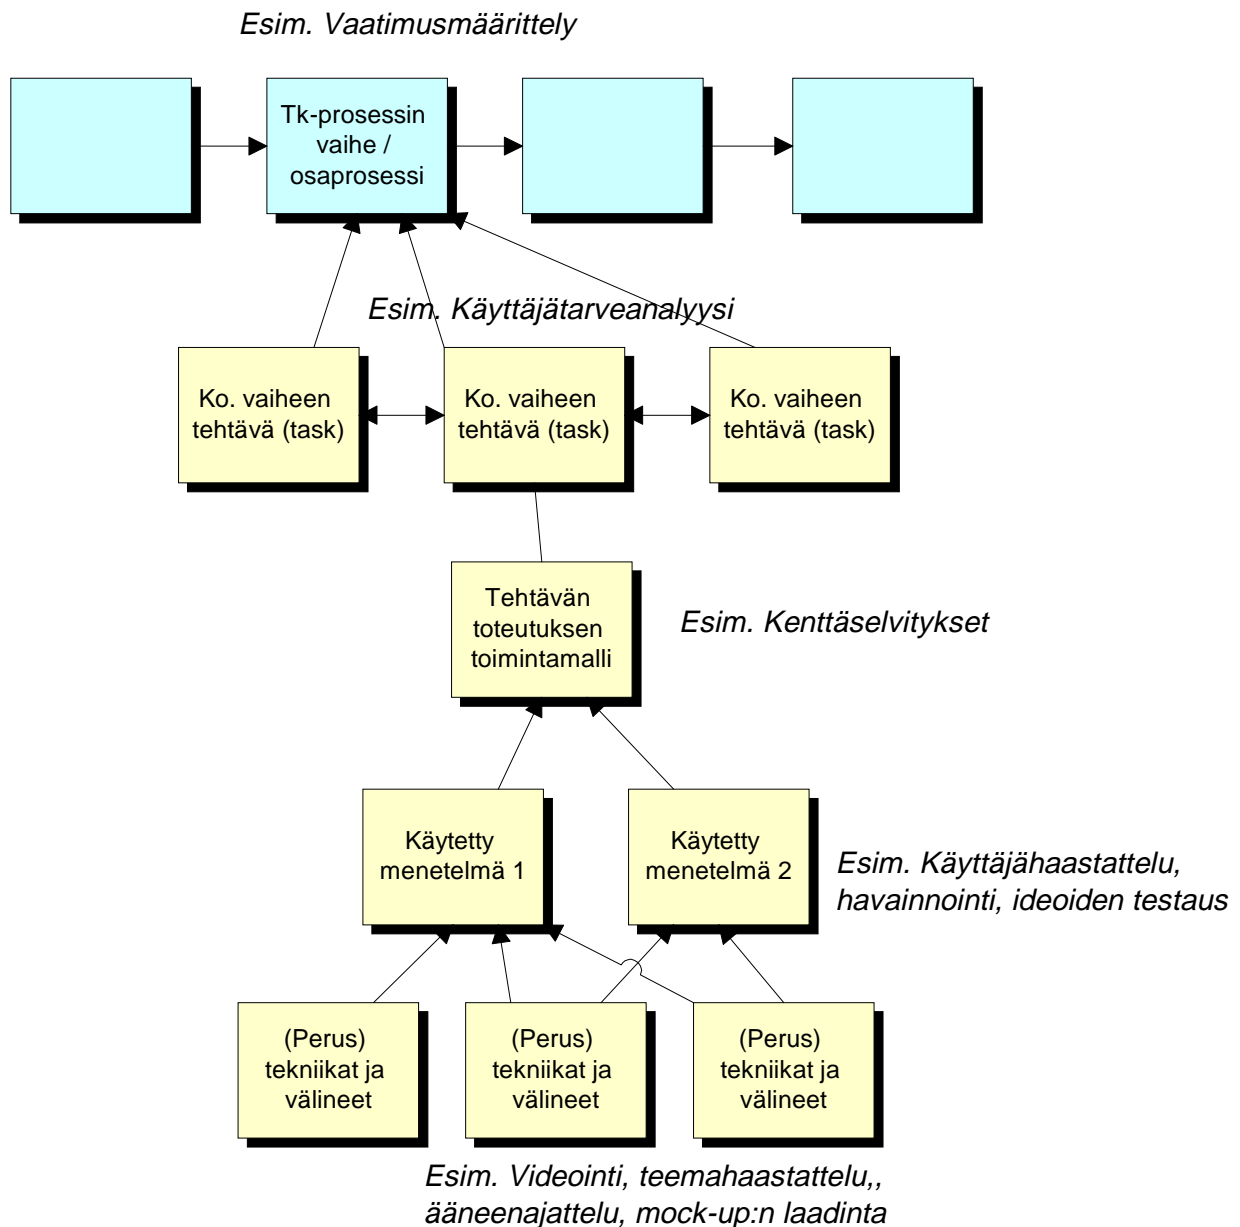 Esim. Vaatimusmäärittely
Tk-prosessin
vaihe /
osaprosessi
Esim. Käyttäjätarveanalyysi
Ko. vaiheen
tehtävä (task)
Ko. vaiheen
tehtävä (task)
Ko. vaiheen
tehtävä (task)
Tehtävän
toteutuksen
toimintamalli
Esim. Kenttäselvitykset
Käytetty
menetelmä 1
Käytetty
menetelmä 2
Esim. Käyttäjähaastattelu,
havainnointi, ideoiden testaus
(Perus)
tekniikat ja
välineet
(Perus)
tekniikat ja
välineet
(Perus)
tekniikat ja
välineet
Esim. Videointi, teemahaastattelu,,
ääneenajattelu, mock-up:n laadinta